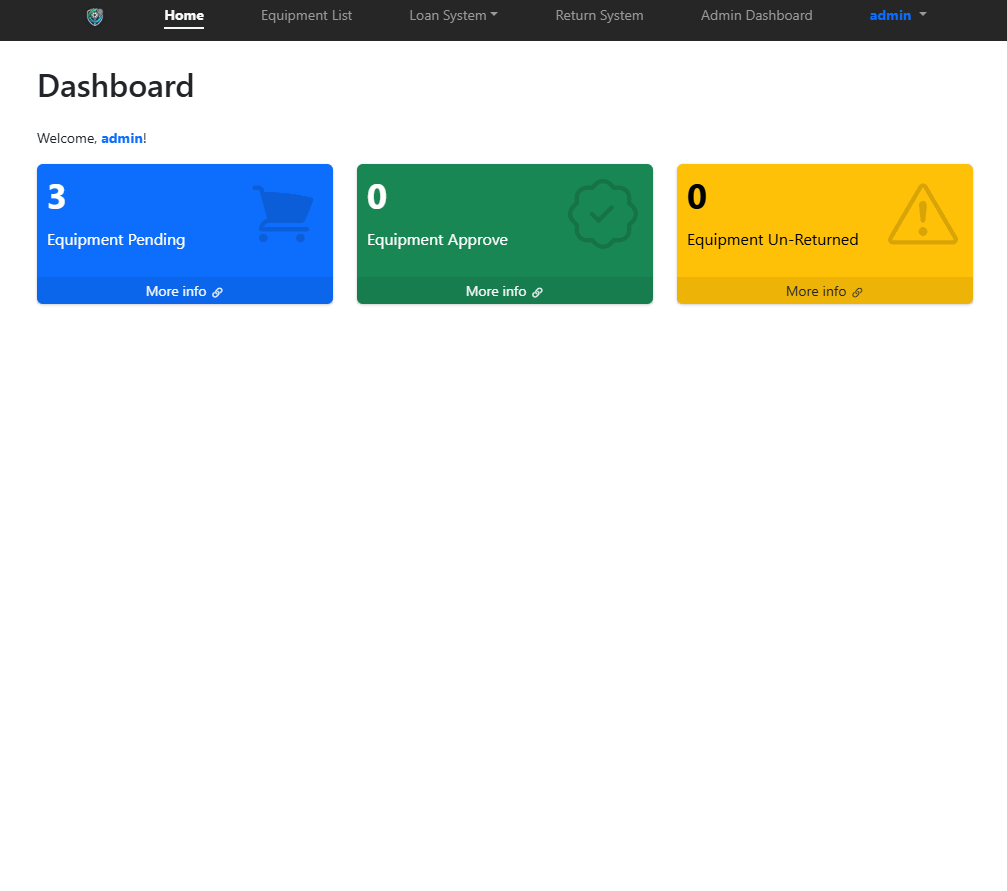 Home Equipment List Loan System Return System Admin Dashboard admin
Dashboard
Welcome, admin!
3
Equipment Pending
More info
0
Equipment Approve
More info
0
Equipment Un-Returned
More info